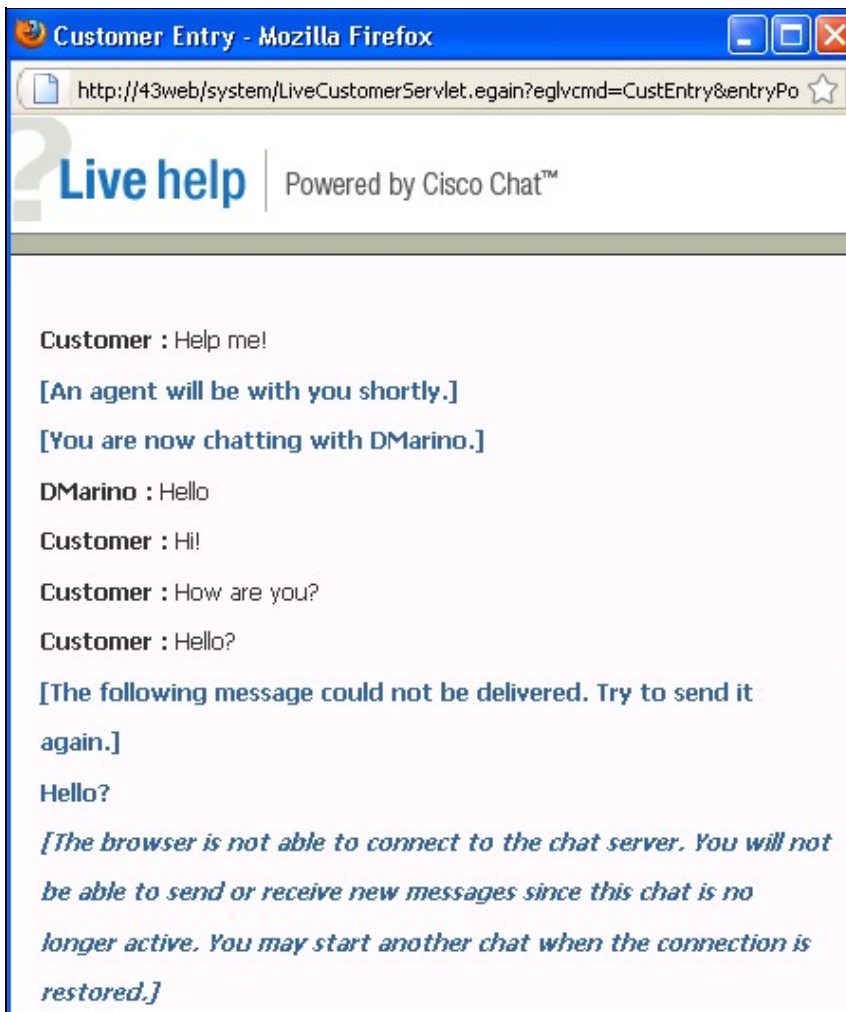 Customer Entry - Mozilla Firefox
http://43web/system/LiveCustomerServlet.egain?eglvcmd=CustEntry&entryPo
? Live help Powered by Cisco Chat™
Customer : Help me!
[An agent will be with you shortly.]
[You are now chatting with DMarino.]
DMarino : Hello
Customer : Hi!
Customer : How are you?
Customer : Hello?
[The following message could not be delivered. Try to send it
again.]
Hello?
[The browser is not able to connect to the chat server. You will not
be able to send or receive new messages since this chat is no
longer active. You may start another chat when the connection is
restored.]